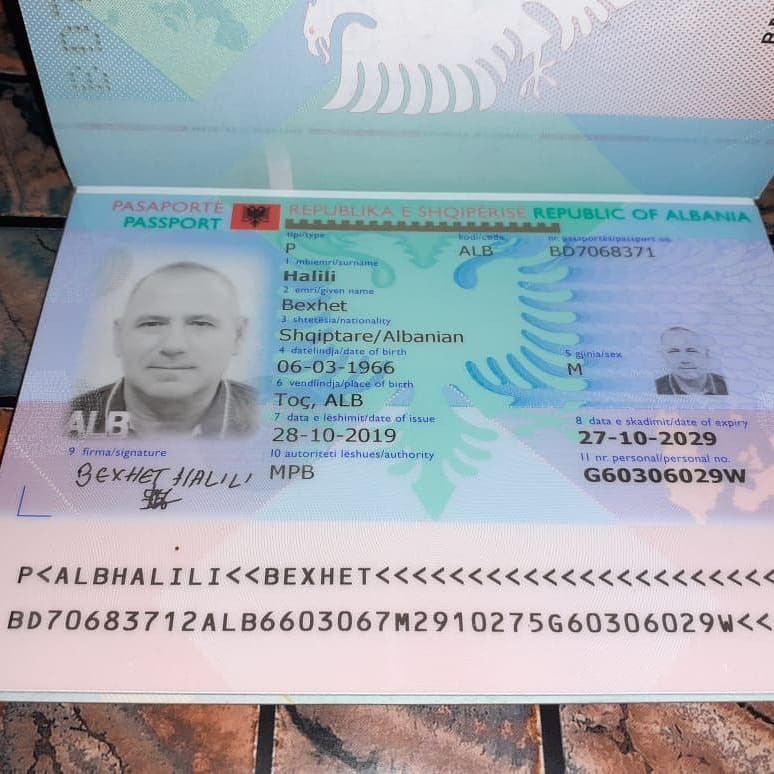 PASAPORTË REPUBLIKA E SHQIPËRISË REPUBLIC OF ALBANIA
PASSPORT
tipi/type kodi/code nr. pasaportës/passport no.
P ALB BD7068371
1 mbiemri/surname
Halili
2 emri/given name
Bexhet
3 shtetësia/nationality
Shqiptare/Albanian
4 datëlindja/date of birth 5 gjinia/sex
06-03-1966 M
6 vendlindja/place of birth
Toç, ALB
7 data e lëshimit/date of issue 8 data e skadimit/date of expiry
28-10-2019 27-10-2029
9 firma/signature 10 autoriteti lëshues/authority 11 nr. personal/personal no.
BEXHET HALILI MPB G60306029W
ALB
P<ALBHALILI<<BEXHET<<<<<<<<<<<<<<<<<<<<<<
BD70683712ALB6603067M2910275G60306029W<<